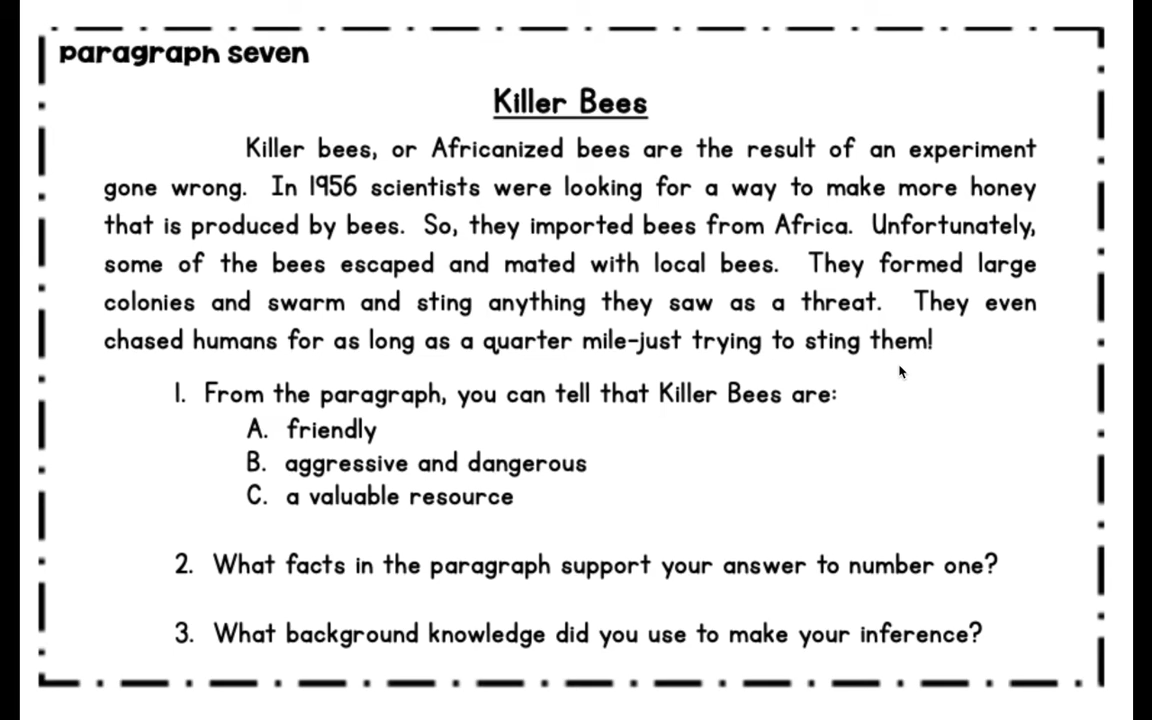 paragraph seven
Killer Bees
Killer bees, or Africanized bees are the result of an experiment
gone wrong. In 1956 scientists were looking for a way to make more honey
that is produced by bees. So, they imported bees from Africa. Unfortunately,
some of the bees escaped and mated with local bees. They formed large
colonies and swarm and sting anything they saw as a threat. They even
chased humans for as long as a quarter mile-just trying to sting them!
1. From the paragraph, you can tell that Killer Bees are:
A. friendly
B. aggressive and dangerous
C. a valuable resource
2. What facts in the paragraph support your answer to number one?
3. What background knowledge did you use to make your inference?